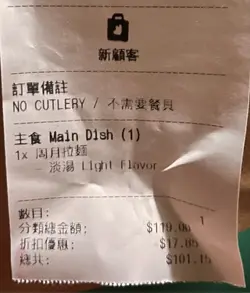 新顧客
訂單備註
NO CUTLERY / 不需要餐具
主食 Main Dish (1)
1x 周月拉麵
– 淡湯 Light Flavor
數目: 1
分類總金額: $119.00
折扣優惠: -$17.85
總共: $101.15